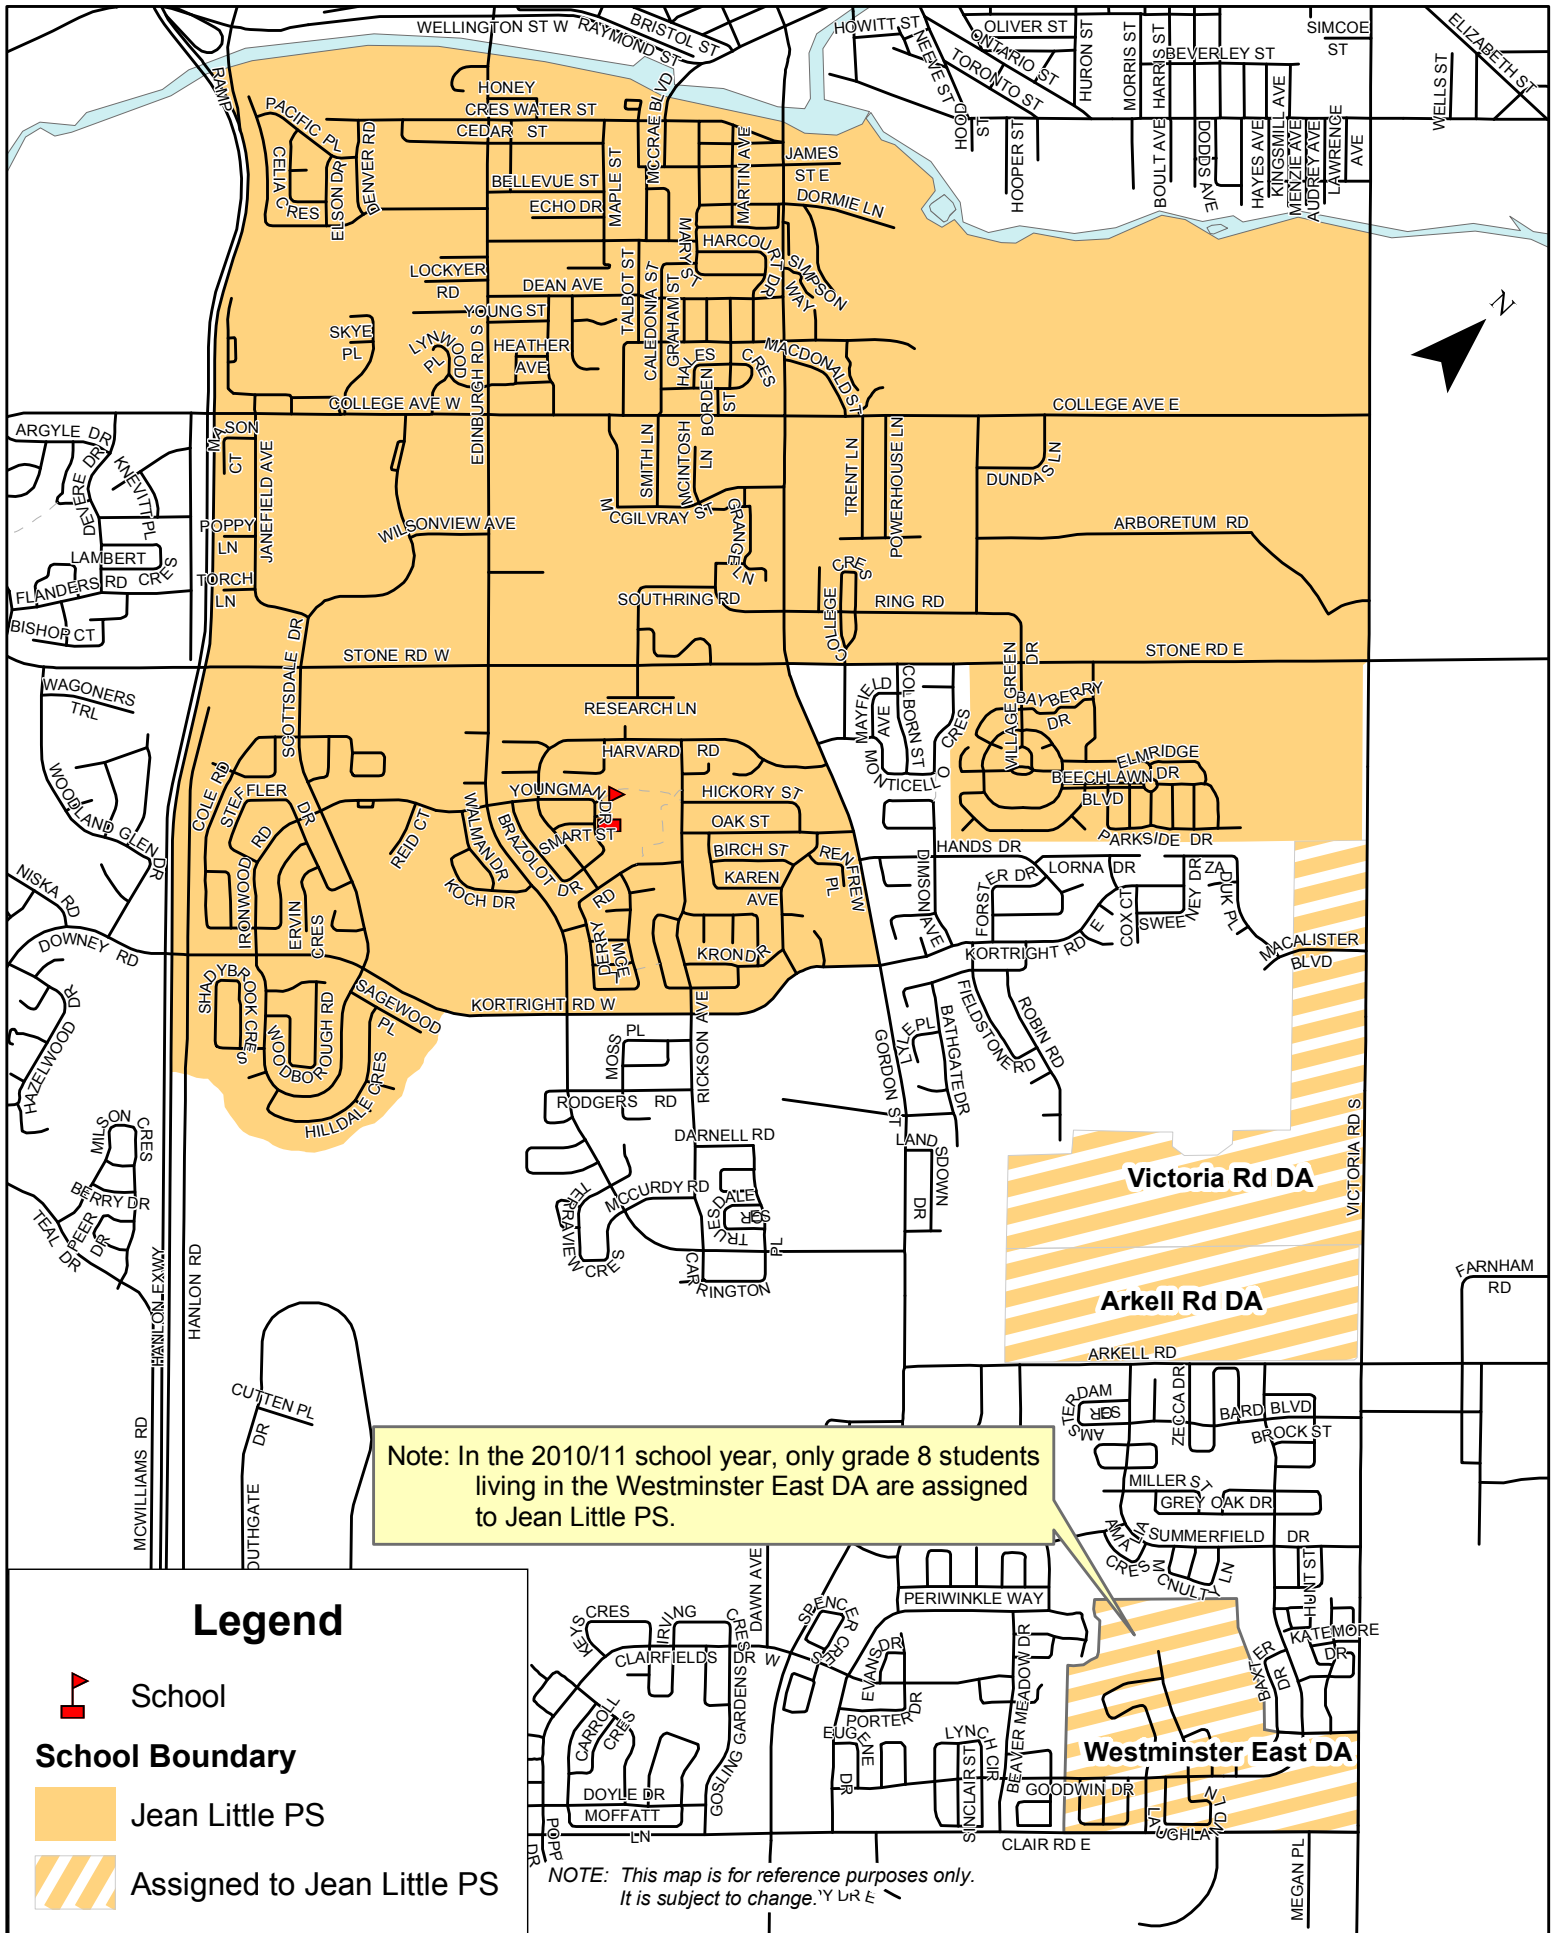 WELLINGTON ST W
RAYMOND ST
BRISTOL ST
HOWITT ST
NEEVE ST
OLIVER ST
ONTARIO ST
TORONTO ST
HURON ST
MORRIS ST
HARRIS ST
BEVERLEY ST
SIMCOE
ST
ELIZABETH ST
WELLS ST
RAMP
HONEY
CRES WATER ST
CEDAR ST
PACIFIC PL
CELIA CRES
ELSON DR
DENVER RD
MCCRAE BLVD
MARTIN AVE
JAMES
ST E
BELLEVUE ST
ECHO DR
MAPLE ST
DORMIE LN
HOOD ST
HOOPER ST
BOULT AVE
DODDS AVE
HAYES AVE
KINGSMILL AVE
MENZIE AVE
AUDREY AVE
LAWRENCE
AVE
LOCKYER
RD
DEAN AVE
YOUNG ST
TALBOT ST
CALEDONIA ST
GRAHAM ST
MARY ST
HARCOURT DR
SIMPSON
WAY
SKYE
PL
LYNWOOD
PL
EDINBURGH RD S
HEATHER
AVE
HALES CRES
BORDEN
ST
MACDONALD ST
COLLEGE AVE W
COLLEGE AVE E
ARGYLE DR
DEVERE DR
KNEVITT PL
MASON
CT
JANEFIELD AVE
SMITH LN
MCINTOSH
LN
MCGILVRAY ST
GRANGE LN
TRENT LN
POWERHOUSE LN
DUNDAS LN
POPPY
LN
WILSONVIEW AVE
ARBORETUM RD
LAMBERT
CRES
FLANDERS RD
TORCH
LN
BISHOP CT
SOUTHRING RD
COLLEGE CRES
RING RD
STONE RD W
STONE RD E
SCOTTSDALE DR
WAGONERS
TRL
RESEARCH LN
HARVARD RD
MAYFIELD
AVE
COLBORN ST
MONTICELLO CRES
VILLAGE GREEN
DR
BAYBERRY
DR
ELMRIDGE
DR
BEECHLAWN
BLVD
PARKSIDE DR
WOODLAND GLEN DR
COLE RD
STEFFLER DR
IRONWOOD RD
REID CT
WALMAN DR
KOCH DR
BRAZOLOT DR
YOUNGMAN DR
SMART ST
HICKORY ST
OAK ST
BIRCH ST
KAREN
AVE
RENFREW
PL
HANDS DR
DIMSON AVE
FORSTER DR
LORNA DR
COX CT
SWEENEY DR
ZADUK PL
NISKA RD
DOWNEY RD
ERVIN
CRES
KRON DR
KORTRIGHT RD E
MACALISTER
BLVD
SHADYBROOK CRES
WOODBOROUGH RD
SAGEWOOD
PL
HILLDALE CRES
KORTRIGHT RD W
RICKSON AVE
HAZELWOOD DR
MOSS
PL
RODGERS RD
LYLE PL
BATHGATE DR
FIELDSTONE RD
ROBIN RD
GORDON ST
MILSON
CRES
BERRY DR
PEER
DR
TEAL DR
DARNELL RD
MCCURDY RD
TERRAVIEW
CRES
TRUESDALE
CRES
CARRINGTON
PL
LANDSDOWN
DR
Victoria Rd DA
VICTORIA RD S
Arkell Rd DA
ARKELL RD
FARNHAM
RD
HANLON EXWY
HANLON RD
CUTTEN PL
MCWILLIAMS RD
AMSTERDAM
CRES
ZECCA DR
BARD BLVD
BROCK ST
MILLER ST
GREY OAK DR
AMALIA
CRES
SUMMERFIELD DR
MCNULTY LN
HUNT ST
Note: In the 2010/11 school year, only grade 8 students
living in the Westminster East DA are assigned
to Jean Little PS.
KEYS CRES
IRVING
CRES
CLAIRFIELDS DR W
DAWN AVE
SPENCER CRES
EVANS DR
PERIWINKLE WAY
KATEMORE
DR
BAXTER
DR
CARROLL
CRES
GOSLING GARDENS
PORTER DR
EUGENE
DR
LYNCH CIR
SINCLAIR ST
BEAVER MEADOW DR
Westminster East DA
GOODWIN DR
LAUGHLAND LN
DOYLE DR
MOFFATT
LN
CLAIR RD E
MEGAN PL
Legend
School
School Boundary
Jean Little PS
Assigned to Jean Little PS
NOTE: This map is for reference purposes only.
It is subject to change.
N